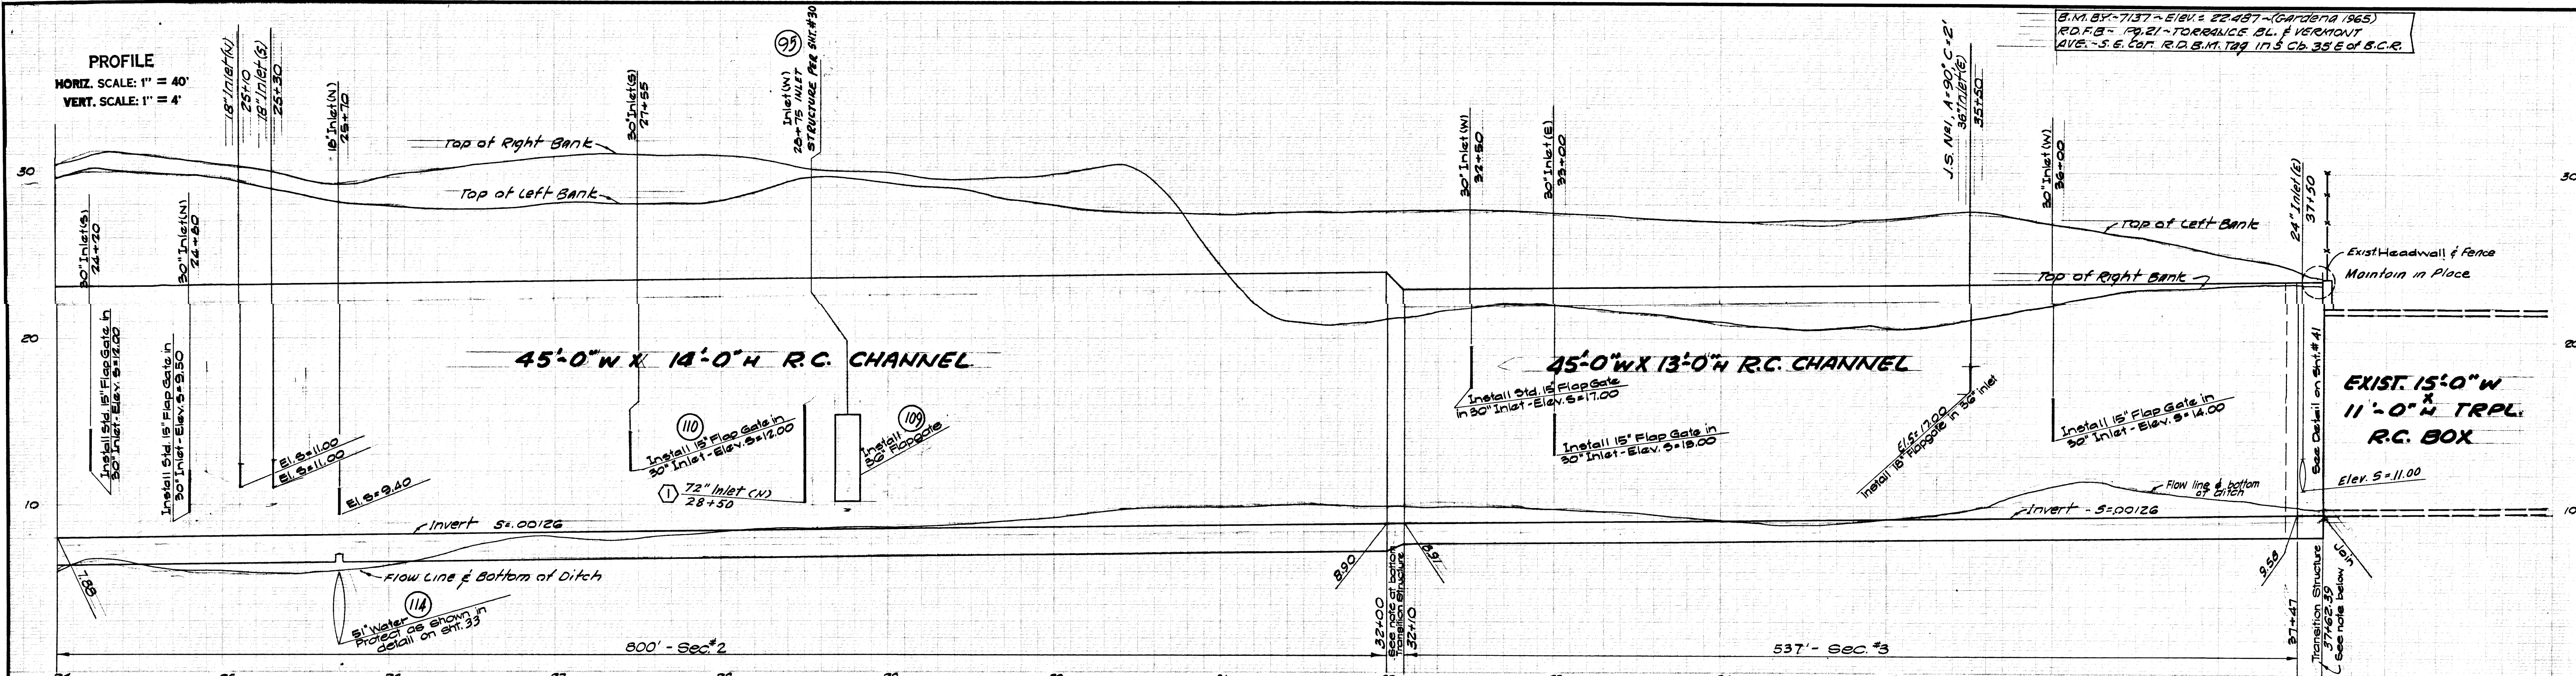 PROFILE
HORIZ. SCALE: 1" = 40'
VERT. SCALE: 1" = 4'
B.M. BY-7137 ~ Elev. = 22.487 ~ (Gardena 1965)
R.D.F.B - Pg. 21 - TORRANCE BL. & VERMONT
AVE. - S.E. Cor. R.D.B.M. Tag in S Cb. 35' E of B.C.R.
18" Inlet (N)
25+10
18" Inlet (S)
25+30
18" Inlet (N)
25+70
30" Inlet (S)
27+55
95
Inlet (N)
28+75 INLET
STRUCTURE PER SHT. #30
30" Inlet (W)
32+50
30" Inlet (E)
33+00
J.S. Nº1, A=90°, C=2'
36" Inlet (E)
35+50
30" Inlet (W)
36+00
24" Inlet (E)
37+50
30
30
20
20
10
10
Top of Right Bank
Top of Left Bank
30" Inlet (S)
24+20
30" Inlet (N)
24+80
Top of Left Bank
Top of Right Bank
Exist. Headwall & Fence
Maintain in Place
Install Std. 15" Flap Gate in
30" Inlet - Elev. S=12.00
Install Std. 15" Flap Gate in
30" Inlet - Elev. S=9.50
45'-0" W X 14'-0" H R.C. CHANNEL
45'-0" W X 13'-0" H R.C. CHANNEL
EXIST. 15'-0" W
X
11'-0" H TRPL.
R.C. BOX
El. S=11.00
El. S=11.00
El. S=9.40
110
Install 15" Flap Gate in
30" Inlet - Elev. S=12.00
1
72" Inlet (N)
28+50
109
Install
36" Flapgate
Install Std. 15" Flap Gate
in 30" Inlet - Elev. S=17.00
Install 15" Flap Gate in
30" Inlet - Elev. S=13.00
El. S=17.00
Install 18" Flapgate in 36" inlet
Install 15" Flap Gate in
30" Inlet - Elev. S=14.00
See Detail on Sht. # 41
Elev. S=11.00
Flow line & bottom
of ditch
Invert S=.00126
Invert - S=.00126
Flow Line & Bottom of Ditch
7.88
8.90
8.91
9.58
Join
114
51" Water
Protect as shown in
detail on sht. 33
32+00
See note at bottom
Transition Structure
32+10
37+47
Transition Structure
37+62.39
See note below
800' - Sec. #2
537' - Sec. #3